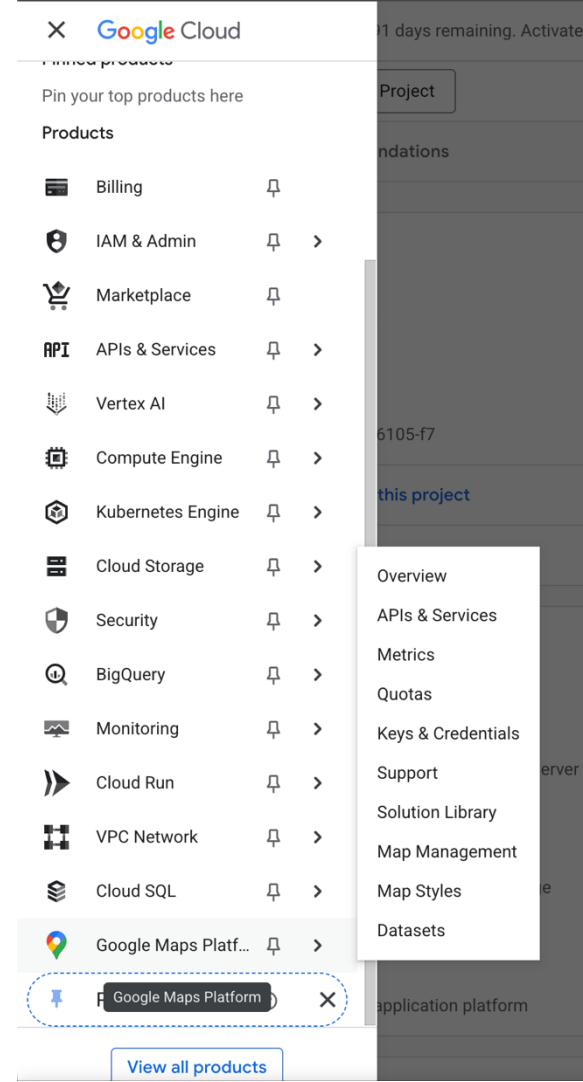 Google Cloud
91 days remaining. Activate
Pinned products
Pin your top products here
Project
Products
ndations
Billing
IAM & Admin
Marketplace
API APIs & Services
Vertex AI
6105-f7
Compute Engine
this project
Kubernetes Engine
Cloud Storage
Overview
APIs & Services
Security
Metrics
BigQuery
Quotas
Monitoring
Keys & Credentials
Cloud Run
Support
erver
Solution Library
VPC Network
Map Management
Cloud SQL
Map Styles
ge
Datasets
Google Maps Platf...
Google Maps Platform
application platform
View all products